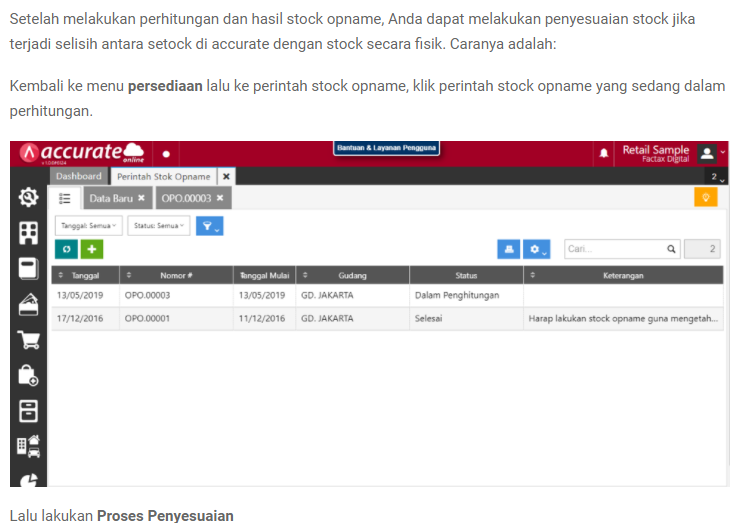 Setelah melakukan perhitungan dan hasil stock opname, Anda dapat melakukan penyesuaian stock jika
terjadi selisih antara setock di accurate dengan stock secara fisik. Caranya adalah:
Kembali ke menu persediaan lalu ke perintah stock opname, klik perintah stock opname yang sedang dalam
perhitungan.
accurate online
Bantuan & Layanan Pengguna
Retail Sample
Factax Digital
Dashboard Perintah Stok Opname 2
Data Baru OPO.00003
Tanggal: Semua Status: Semua
Cari... 2
Tanggal Nomor # Tanggal Mulai Gudang Status Keterangan
13/05/2019 OPO.00003 13/05/2019 GD. JAKARTA Dalam Penghitungan
17/12/2016 OPO.00001 11/12/2016 GD. JAKARTA Selesai Harap lakukan stock opname guna mengetah...
Lalu lakukan Proses Penyesuaian